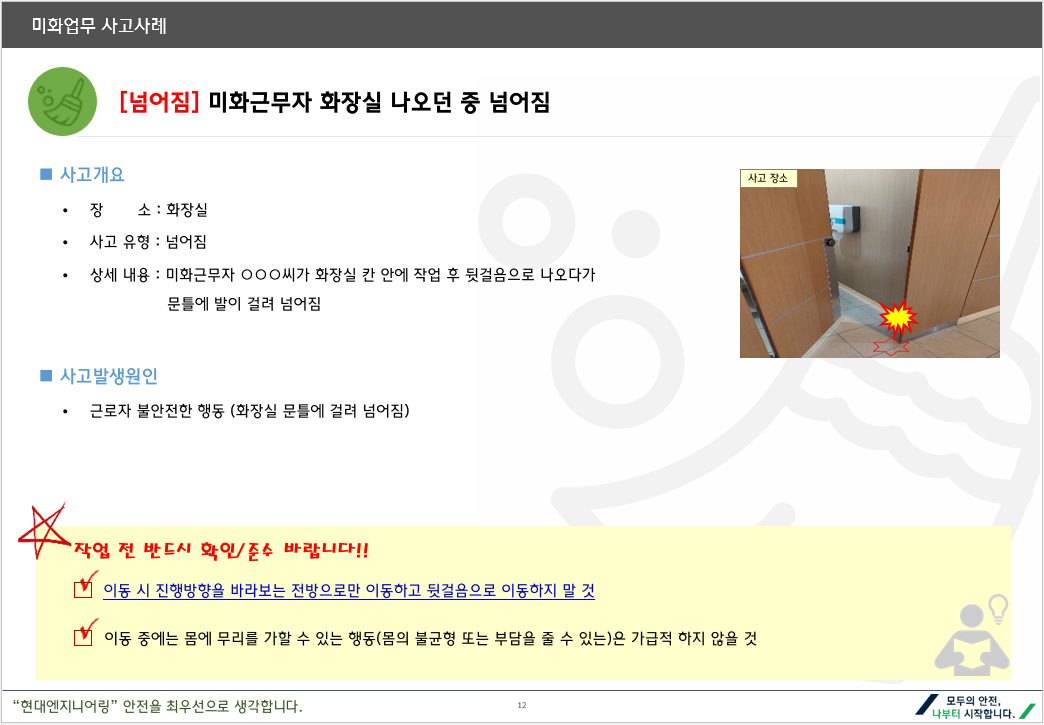 미화업무 사고사례
[넘어짐] 미화근무자 화장실 나오던 중 넘어짐
■ 사고개요
• 장 소 : 화장실
• 사고 유형 : 넘어짐
• 상세 내용 : 미화근무자 ○○○씨가 화장실 칸 안에 작업 후 뒷걸음으로 나오다가
문틀에 발이 걸려 넘어짐
사고 장소
■ 사고발생원인
• 근로자 불안전한 행동 (화장실 문틀에 걸려 넘어짐)
작업 전 반드시 확인/준수 바랍니다!!
이동 시 진행방향을 바라보는 전방으로만 이동하고 뒷걸음으로 이동하지 말 것
이동 중에는 몸에 무리를 가할 수 있는 행동(몸의 불균형 또는 부담을 줄 수 있는)은 가급적 하지 않을 것
“현대엔지니어링” 안전을 최우선으로 생각합니다.
12
모두의 안전,
나부터 시작합니다.